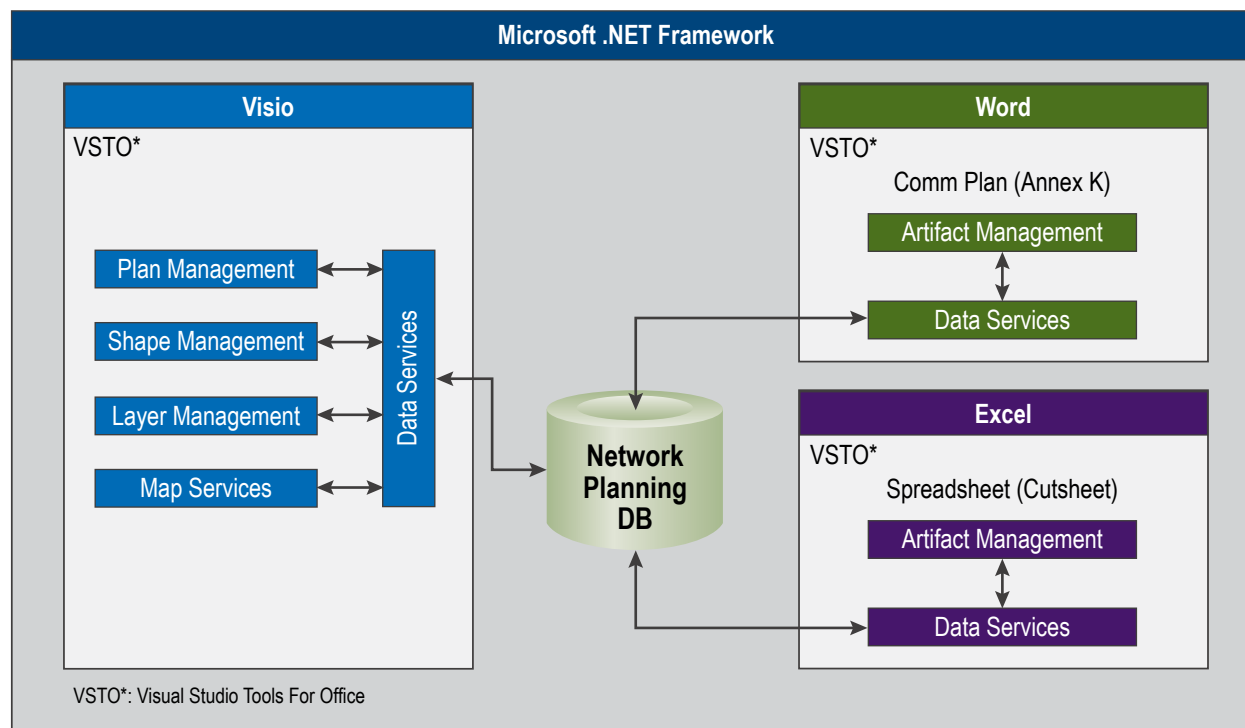 Microsoft .NET Framework
Visio
VSTO*
Plan Management
Shape Management
Layer Management
Map Services
Data Services
Network
Planning
DB
Word
VSTO*
Comm Plan (Annex K)
Artifact Management
Data Services
Excel
VSTO*
Spreadsheet (Cutsheet)
Artifact Management
Data Services
VSTO*: Visual Studio Tools For Office